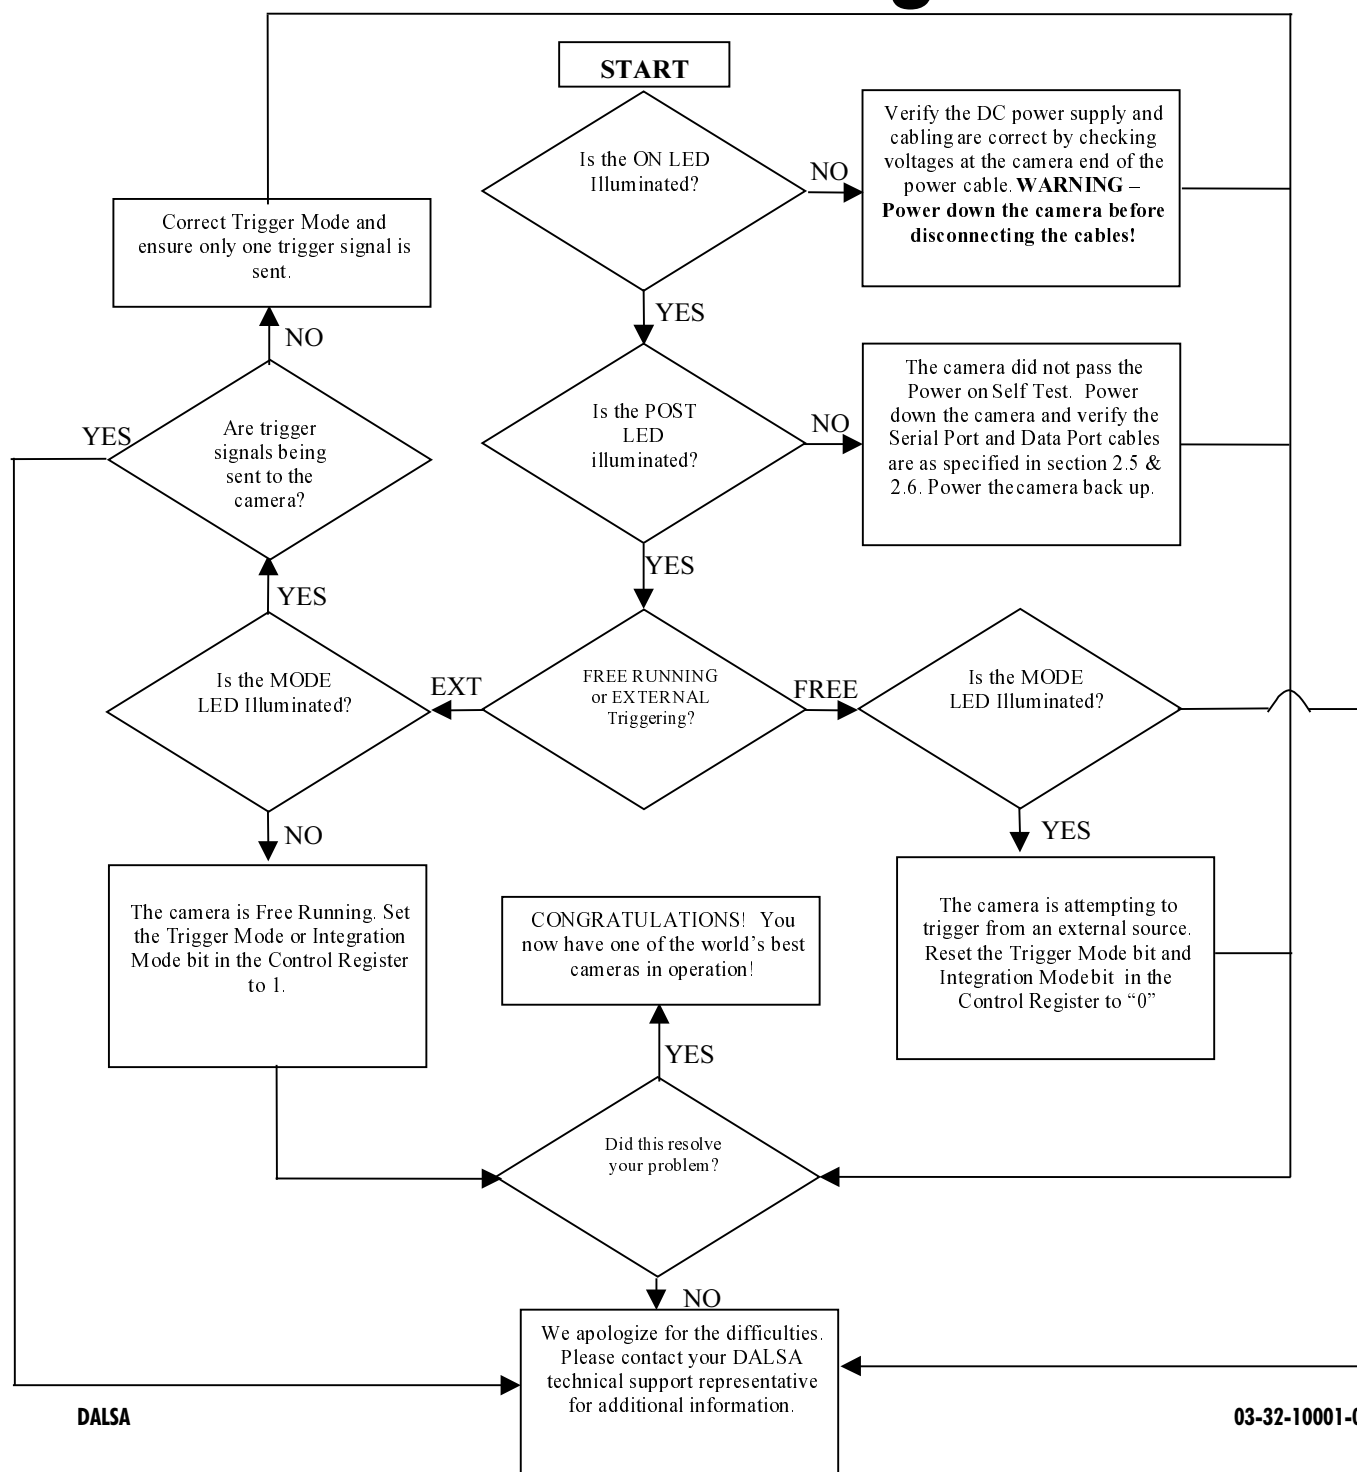 START
Is the ON LED
Illuminated?
NO
Verify the DC power supply and
cabling are correct by checking
voltages at the camera end of the
power cable. WARNING –
Power down the camera before
disconnecting the cables!
YES
Correct Trigger Mode and
ensure only one trigger signal is
sent.
NO
Is the POST
LED
illuminated?
NO
The camera did not pass the
Power on Self Test. Power
down the camera and verify the
Serial Port and Data Port cables
are as specified in section 2.5 &
2.6. Power the camera back up.
YES
Are trigger
signals being
sent to the
camera?
YES
YES
Is the MODE
LED Illuminated?
EXT
FREE RUNNING
or EXTERNAL
Triggering?
FREE
Is the MODE
LED Illuminated?
NO
YES
The camera is Free Running. Set
the Trigger Mode or Integration
Mode bit in the Control Register
to 1.
CONGRATULATIONS! You
now have one of the world's best
cameras in operation!
The camera is attempting to
trigger from an external source.
Reset the Trigger Mode bit and
Integration Mode bit in the
Control Register to “0”
YES
Did this resolve
your problem?
NO
We apologize for the difficulties.
Please contact your DALSA
technical support representative
for additional information.
DALSA
03-32-10001-